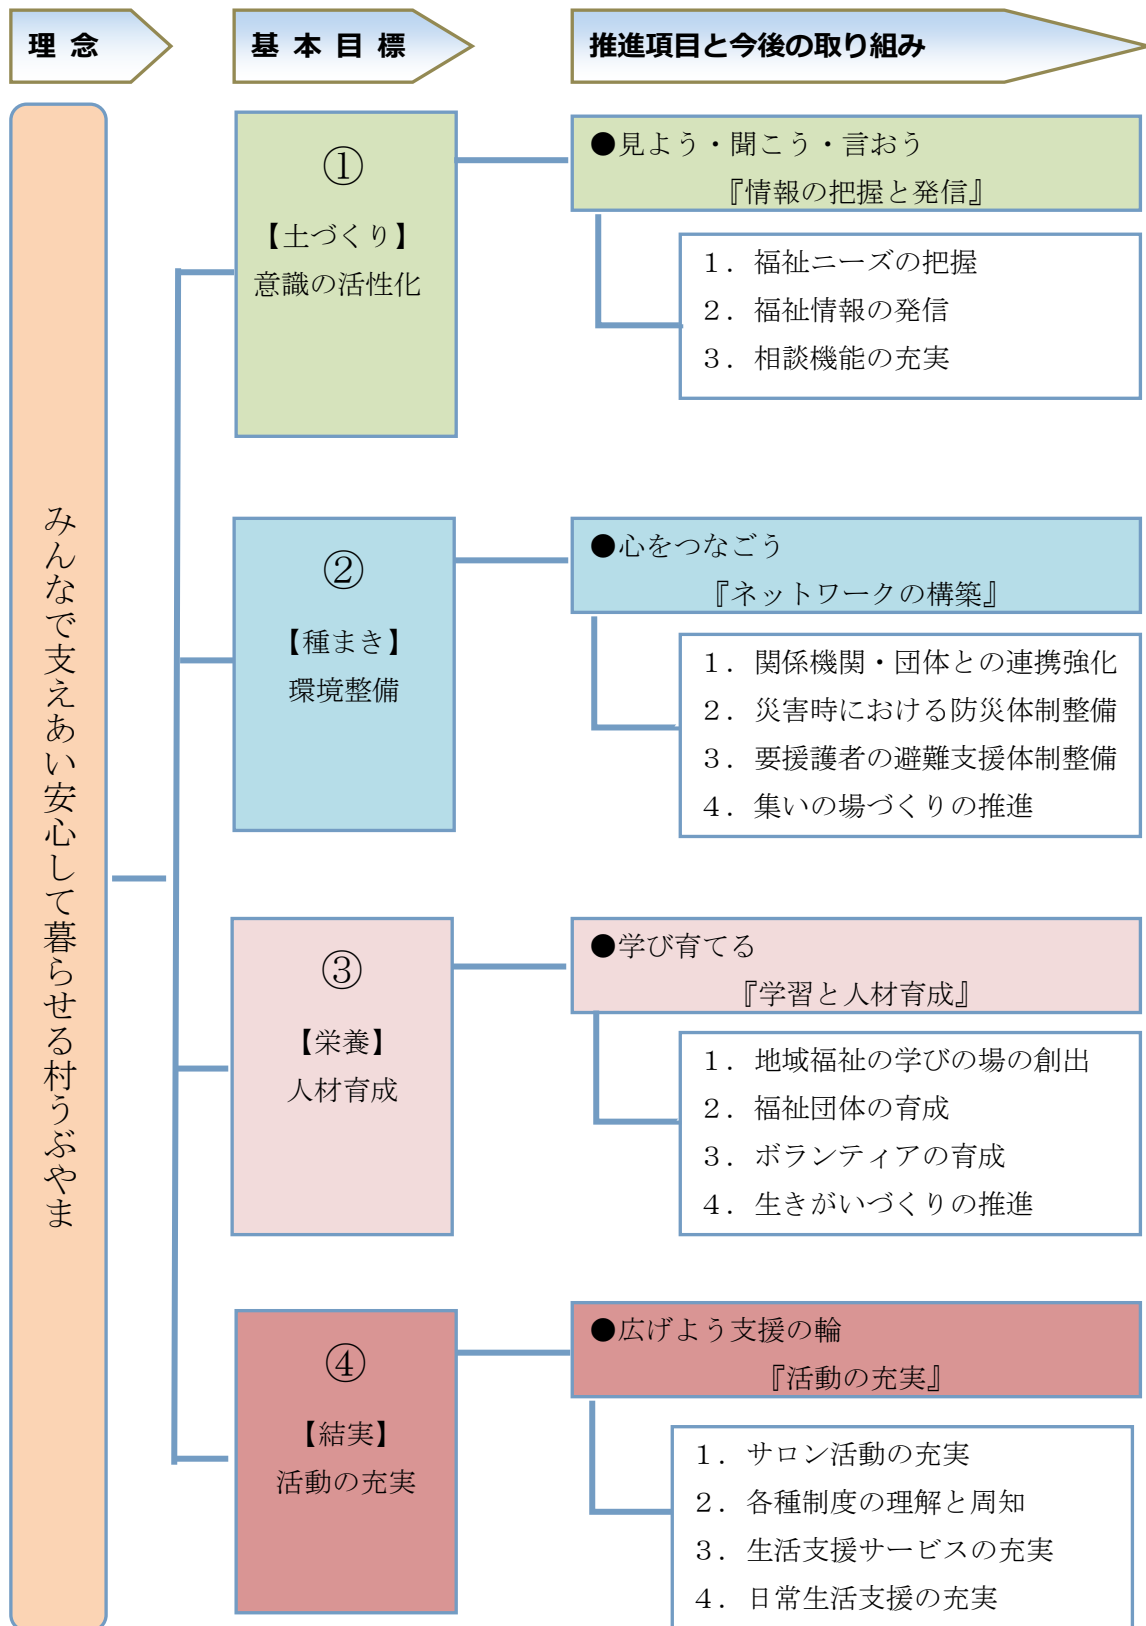 理 念
基 本 目 標
推進項目と今後の取り組み
みんなで支えあい安心して暮らせる村うぶやま
①
【土づくり】
意識の活性化
●見よう・聞こう・言おう
『情報の把握と発信』
１．福祉ニーズの把握
２．福祉情報の発信
３．相談機能の充実
②
【種まき】
環境整備
●心をつなごう
『ネットワークの構築』
１．関係機関・団体との連携強化
２．災害時における防災体制整備
３．要援護者の避難支援体制整備
４．集いの場づくりの推進
③
【栄養】
人材育成
●学び育てる
『学習と人材育成』
１．地域福祉の学びの場の創出
２．福祉団体の育成
３．ボランティアの育成
４．生きがいづくりの推進
④
【結実】
活動の充実
●広げよう支援の輪
『活動の充実』
１．サロン活動の充実
２．各種制度の理解と周知
３．生活支援サービスの充実
４．日常生活支援の充実